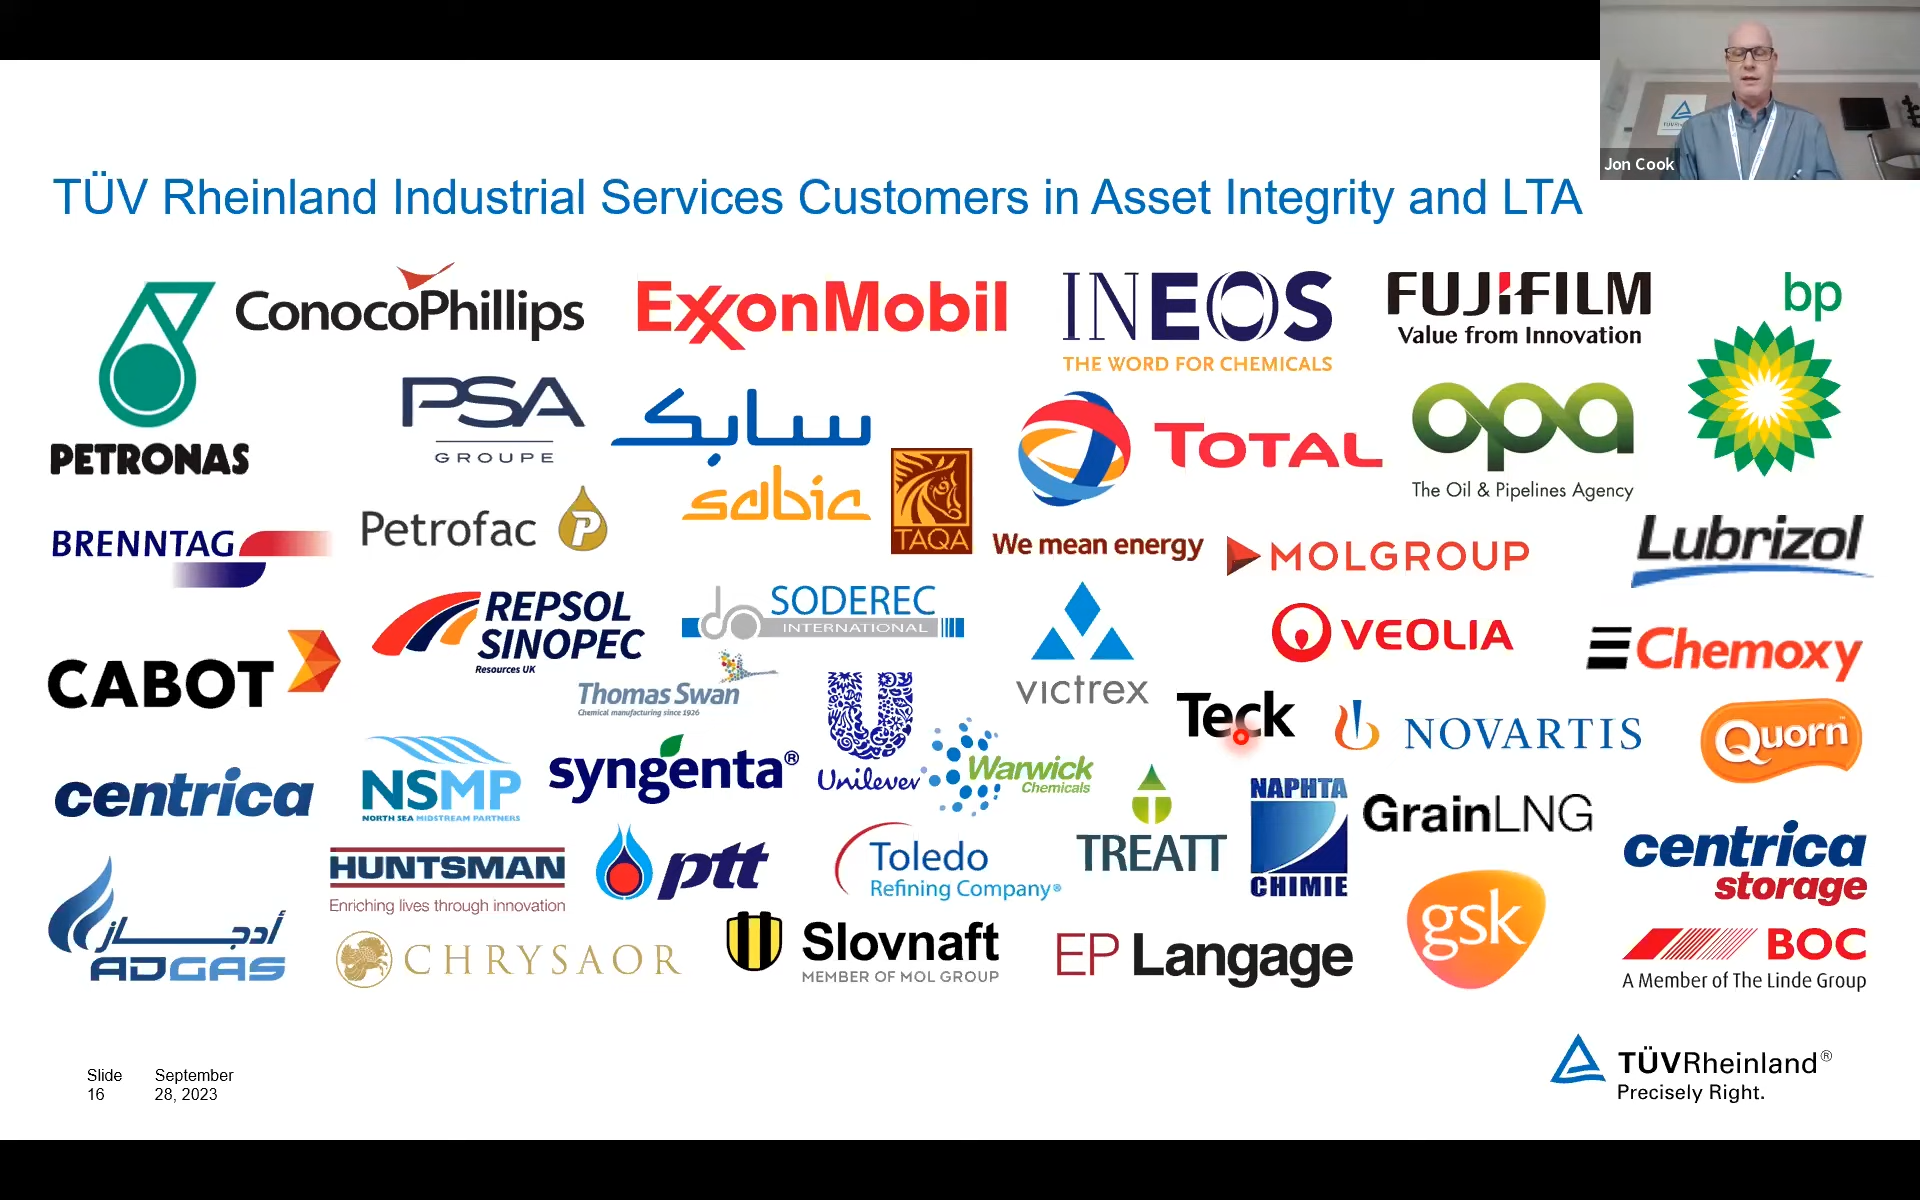 Jon Cook
TÜV Rheinland Industrial Services Customers in Asset Integrity and LTA
PETRONAS
ConocoPhillips
ExxonMobil
INEOS
THE WORD FOR CHEMICALS
FUJIFILM
Value from Innovation
bp
PSA
GROUPE
سابك
sabic
TAQA
We mean energy
TOTAL
opa
The Oil & Pipelines Agency
BRENNTAG
Petrofac
P
MOLGROUP
Lubrizol
REPSOL
SINOPEC
Resources UK
SODEREC
INTERNATIONAL
victrex
VEOLIA
Chemoxy
CABOT
Thomas Swan
Chemical manufacturing since 1926
Unilever
Teck
NOVARTIS
Quorn™
centrica
NSMP
NORTH SEA MIDSTREAM PARTNERS
syngenta®
Warwick
Chemicals
TREATT
NAPHTA
CHIMIE
GrainLNG
centrica
storage
HUNTSMAN
Enriching lives through innovation
ptt
Toledo
Refining Company®
gsk
أدجاز
ADGAS
CHRYSAOR
Slovnaft
MEMBER OF MOL GROUP
EP Langage
BOC
A Member of The Linde Group
Slide
16
September
28, 2023
TÜVRheinland®
Precisely Right.